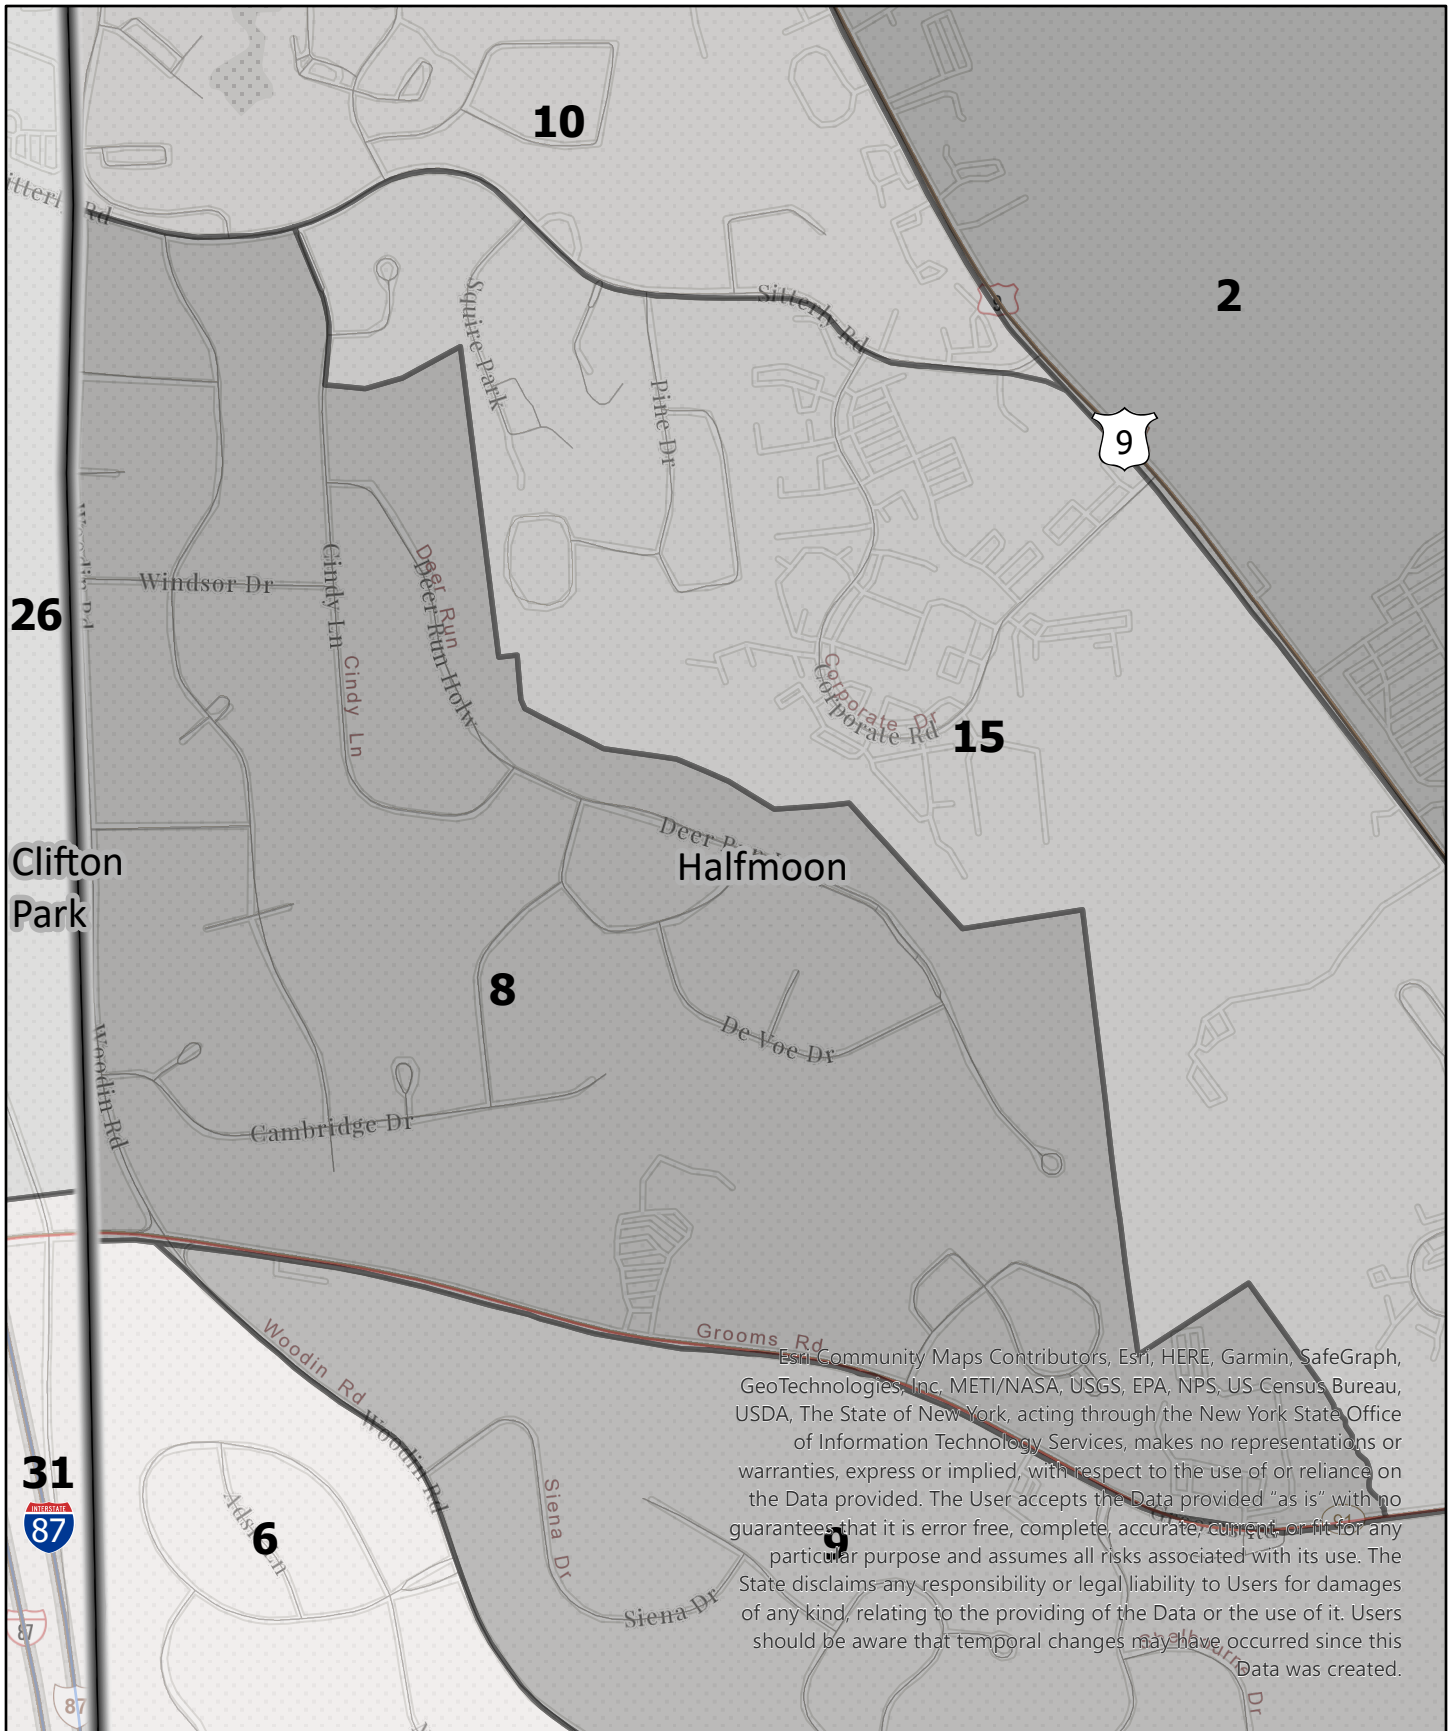 10
Rd
2
9
Squire Park
Sitterly Rd
9
Pine Dr
Windsor Dr
Cindy Ln
Deer Run
Deer Run Holw
26
Cindy Ln
Corporate Dr
Corporate Rd
15
Clifton
Park
Deer
Halfmoon
8
De Voe Dr
Woodin Rd
Cambridge Dr
Woodin Rd
Grooms Rd
Woodin Rd
Siena Dr
Siena Dr
31
INTERSTATE
87
6
9
87
87
Esri Community Maps Contributors, Esri, HERE, Garmin, SafeGraph,
GeoTechnologies, Inc, METI/NASA, USGS, EPA, NPS, US Census Bureau,
USDA, The State of New York, acting through the New York State Office
of Information Technology Services, makes no representations or
warranties, express or implied, with respect to the use of or reliance on
the Data provided. The User accepts the Data provided “as is” with no
guarantees that it is error free, complete, accurate, current, or fit for any
particular purpose and assumes all risks associated with its use. The
State disclaims any responsibility or legal liability to Users for damages
of any kind, relating to the providing of the Data or the use of it. Users
should be aware that temporal changes may have occurred since this
Data was created.
Dr